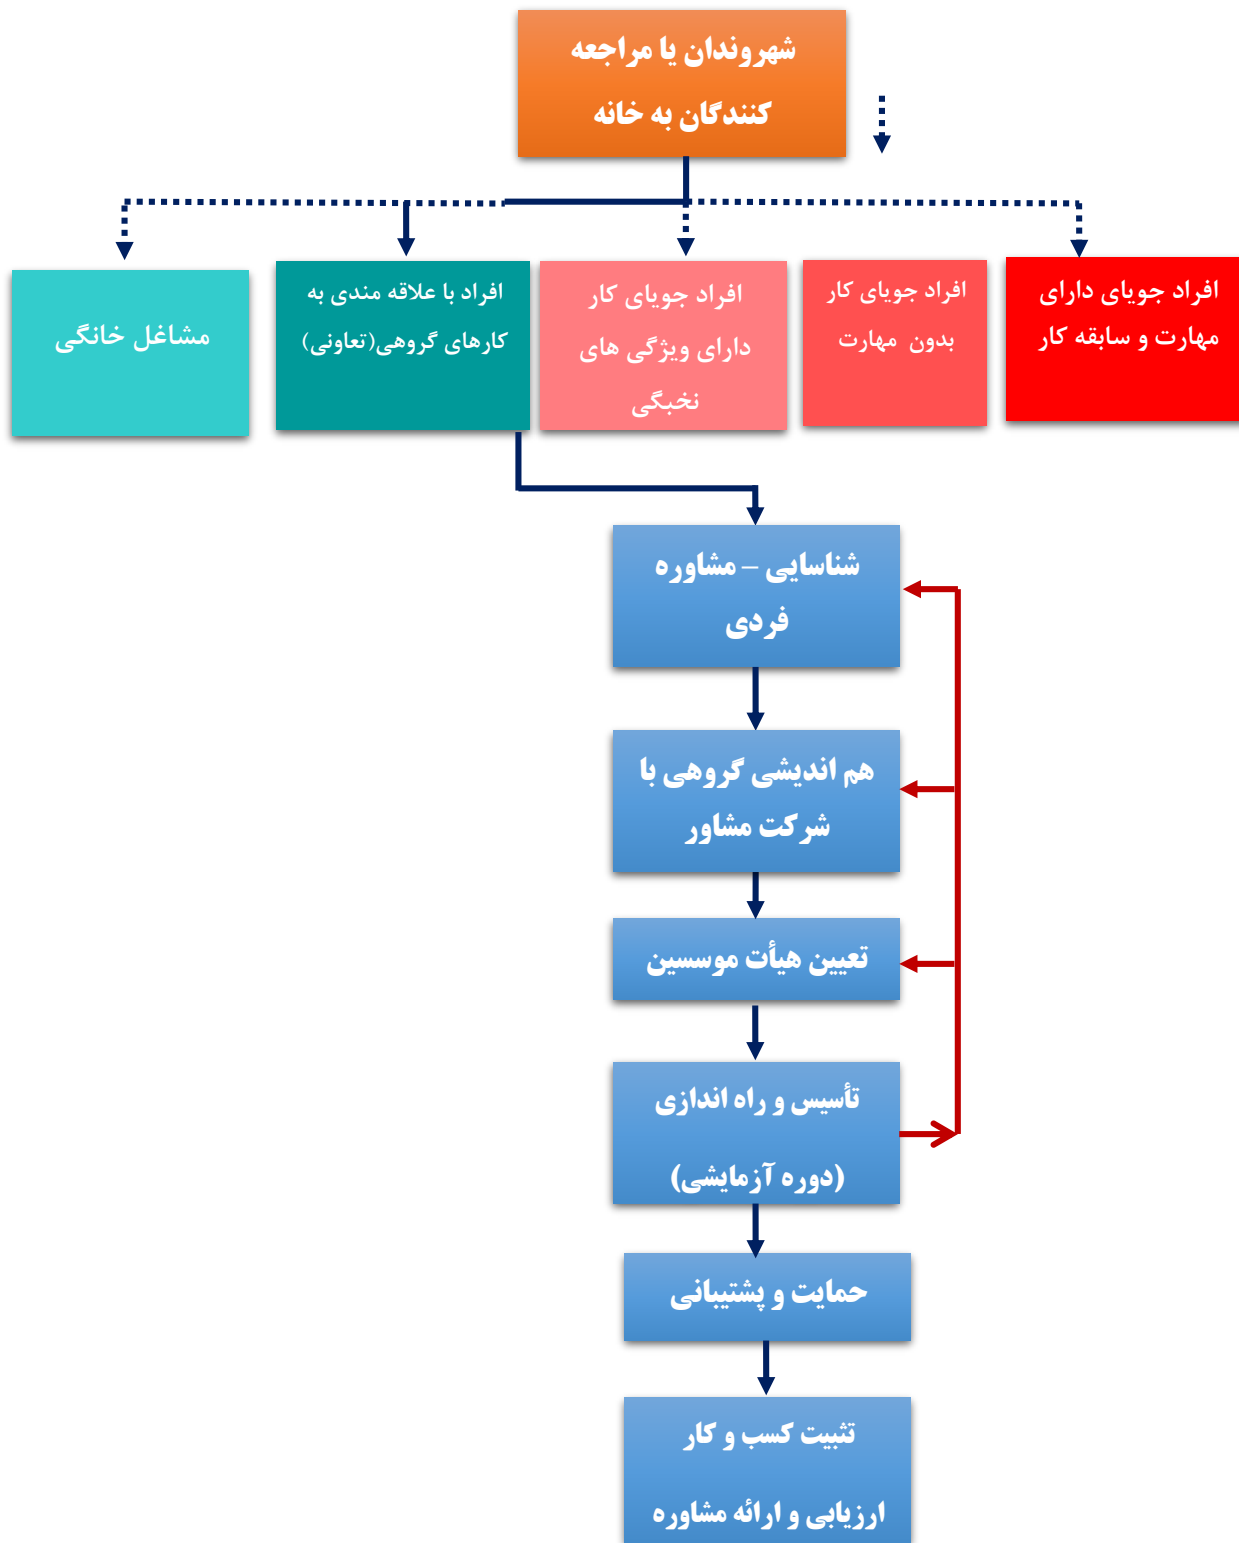 شهروندان یا مراجعه
کنندگان به خانه
افراد جویای دارای
مهارت و سابقه کار
افراد جویای کار
بدون مهارت
افراد جویای کار
دارای ویژگی های
نخبگی
افراد با علاقه مندی به
کارهای گروهی(تعاونی)
مشاغل خانگی
شناسایی – مشاوره
فردی
هم اندیشی گروهی با
شرکت مشاور
تعیین هیأت موسسین
تأسیس و راه اندازی
(دوره آزمایشی)
حمایت و پشتیبانی
تثبیت کسب و کار
ارزیابی و ارائه مشاوره